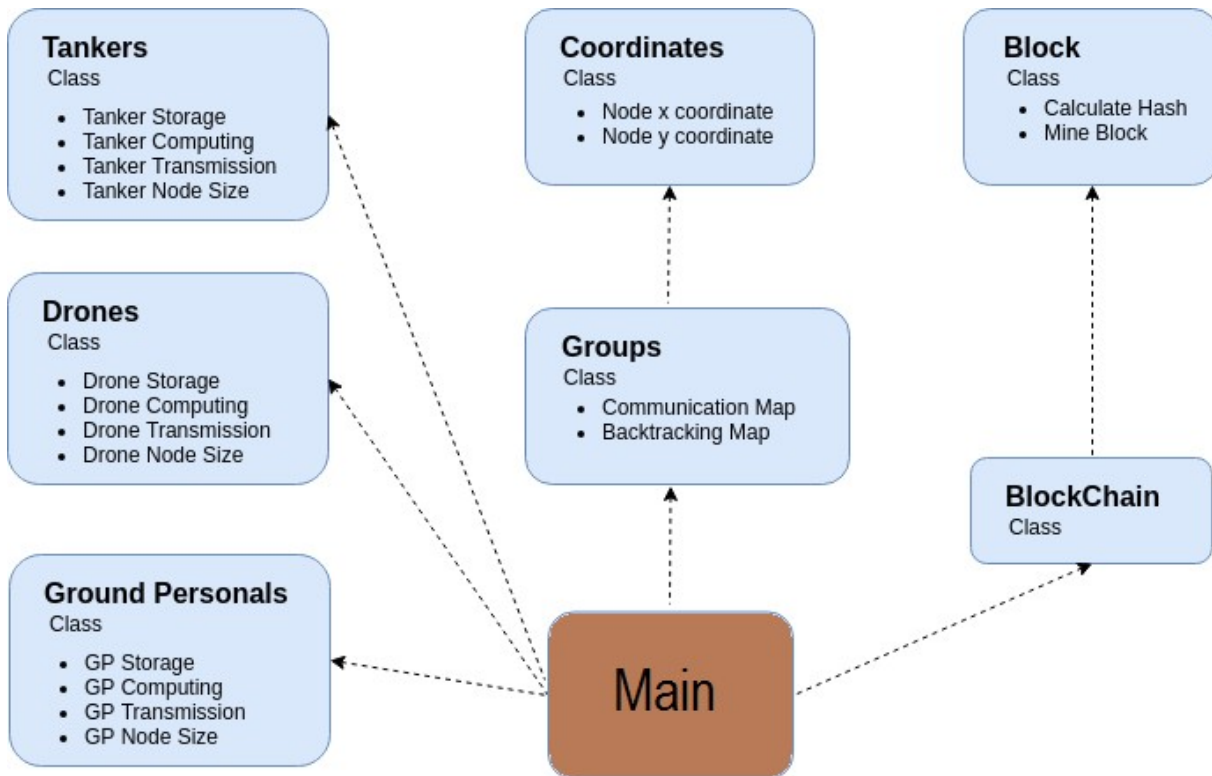 Tankers
Class
• Tanker Storage
• Tanker Computing
• Tanker Transmission
• Tanker Node Size
Coordinates
Class
• Node x coordinate
• Node y coordinate
Block
Class
• Calculate Hash
• Mine Block
Drones
Class
• Drone Storage
• Drone Computing
• Drone Transmission
• Drone Node Size
Groups
Class
• Communication Map
• Backtracking Map
BlockChain
Class
Ground Personals
Class
• GP Storage
• GP Computing
• GP Transmission
• GP Node Size
Main